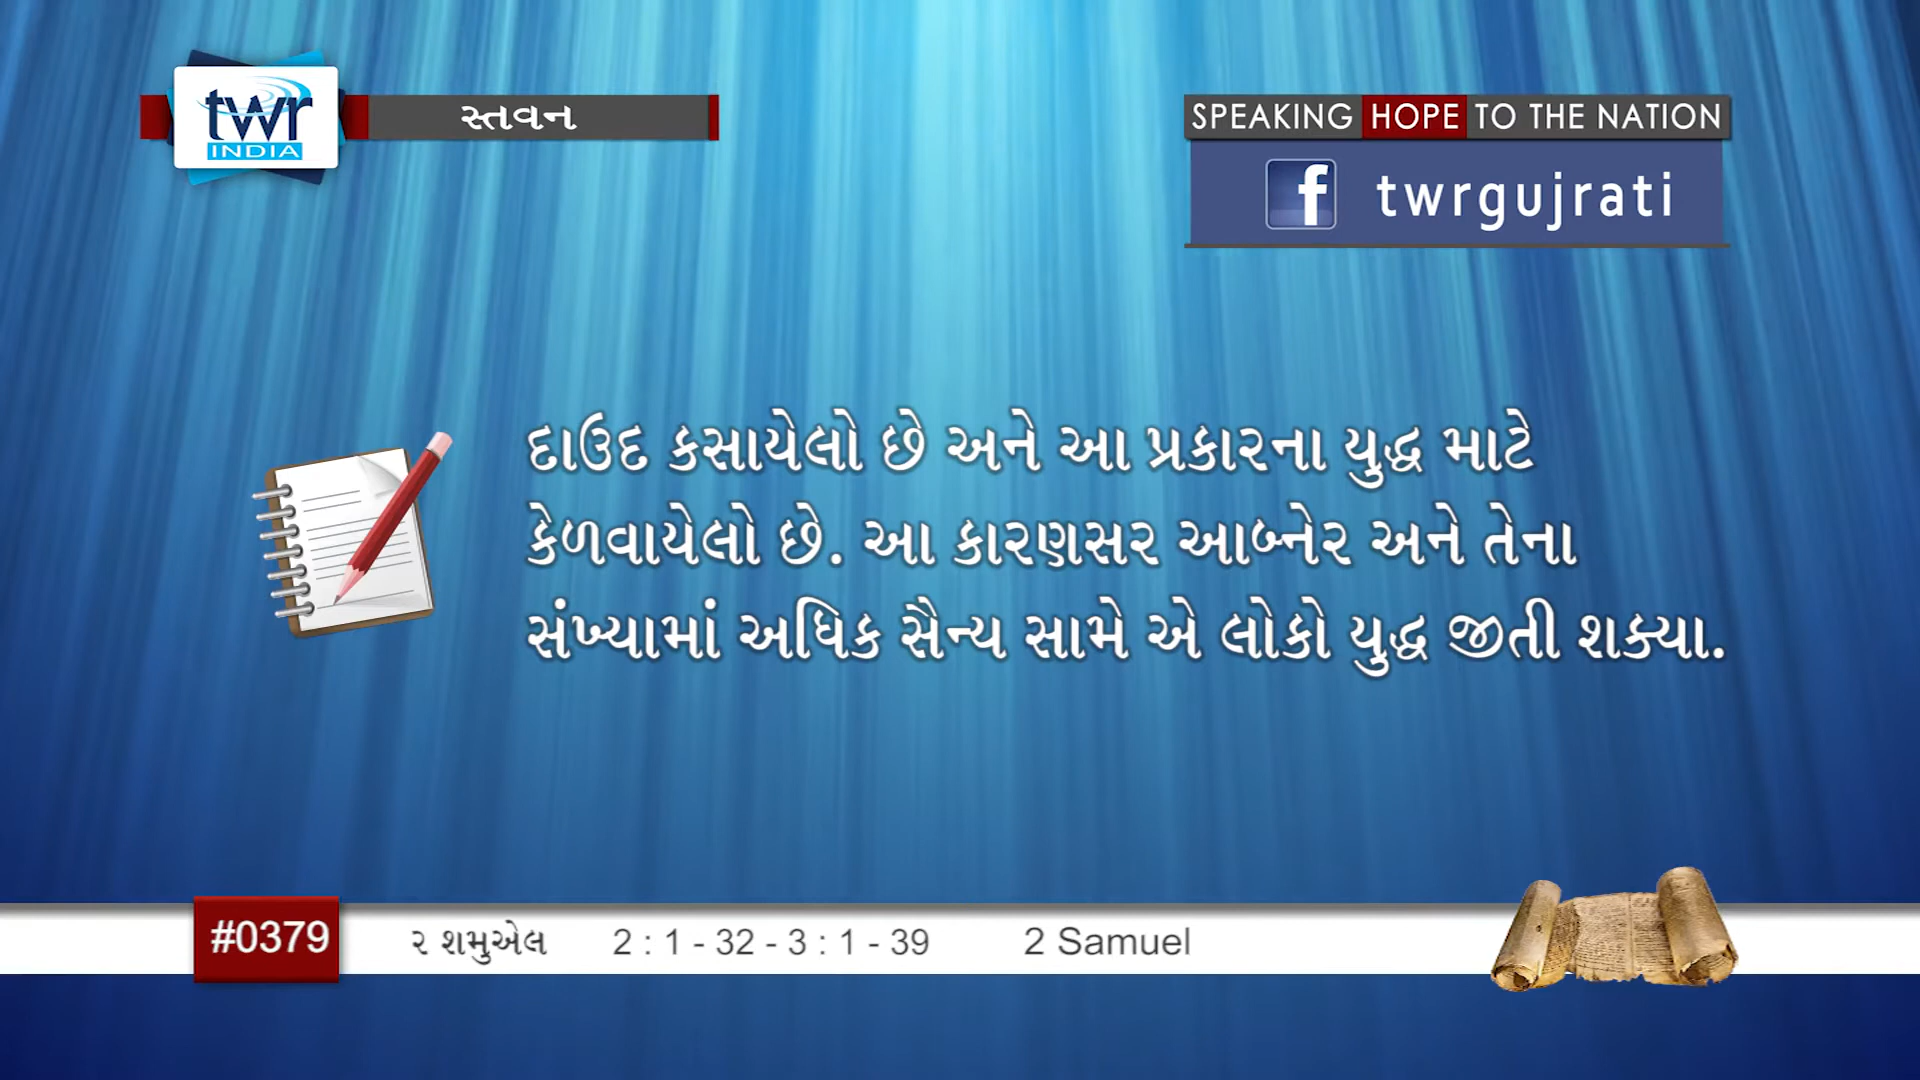 twr
INDIA
સ્તવન
SPEAKING HOPE TO THE NATION
f twrgujrati
દાઉદ કસાયેલો છે અને આ પ્રકારના યુદ્ધ માટે
કેળવાયેલો છે. આ કારણસર આબ્નેર અને તેના
સંખ્યામાં અધિક સૈન્ય સામે એ લોકો યુદ્ધ જીતી શક્યા.
#0379 ૨ શમુએલ 2 : 1 - 32 - 3 : 1 - 39 2 Samuel